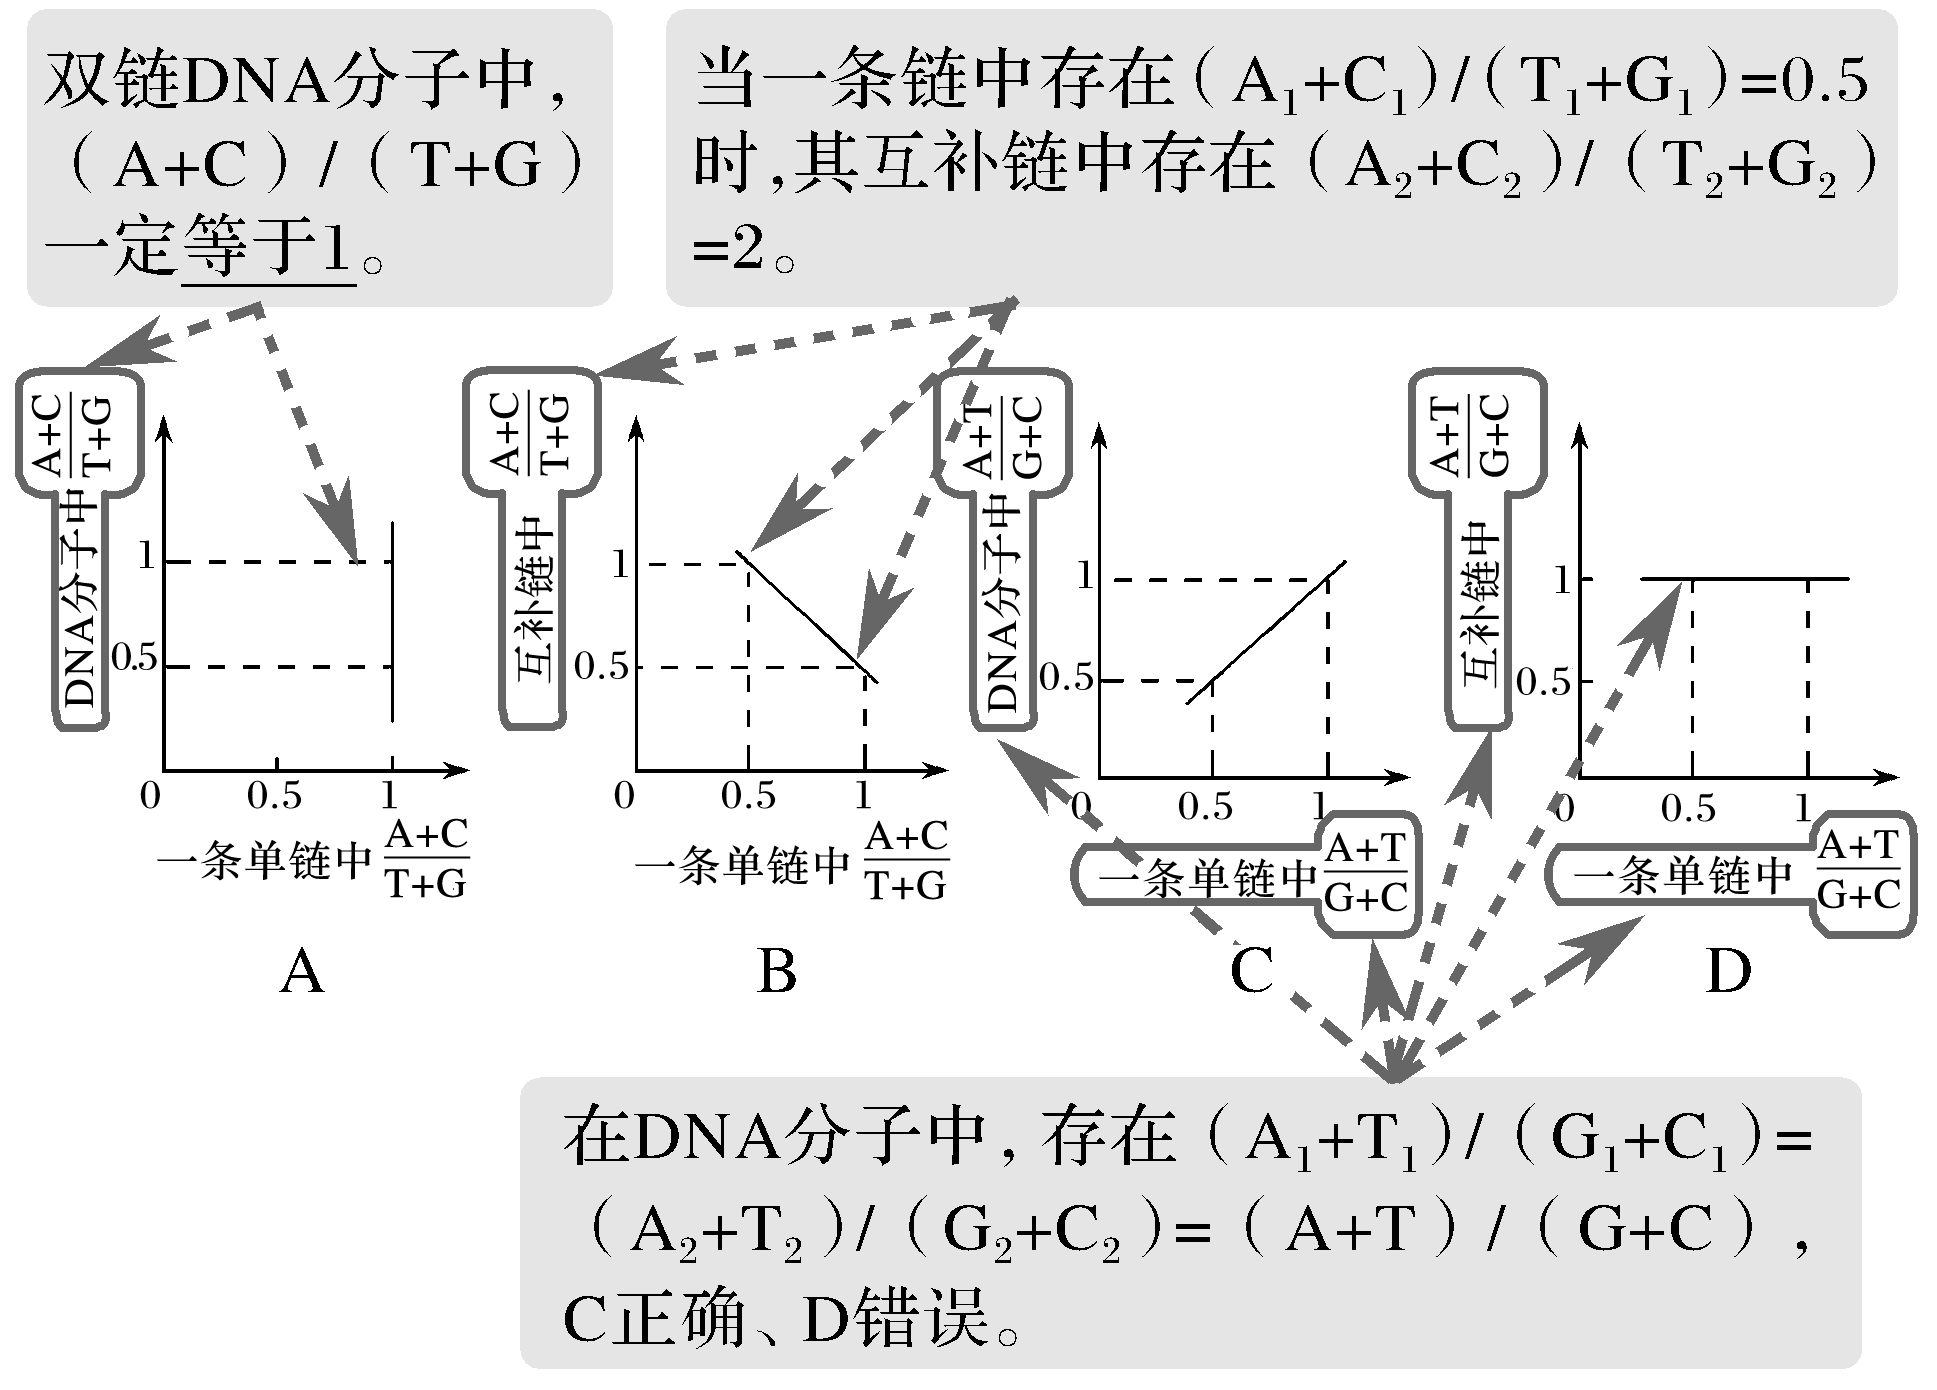 双链DNA分子中,
(A+C)/(T+G)
一定等于1。
当一条链中存在(A₁+C₁)/(T₁+G₁)=0.5
时,其互补链中存在(A₂+C₂)/(T₂+G₂)
=2。
DNA分子中 A+C/T+G
1
0.5
0 0.5 1
一条单链中 A+C/T+G
A
互补链中 A+C/T+G
1
0.5
0 0.5 1
一条单链中 A+C/T+G
B
DNA分子中 A+T/G+C
1
0.5
0 0.5 1
一条单链中 A+T/G+C
C
互补链中 A+T/G+C
1
0.5
0 0.5 1
一条单链中 A+T/G+C
D
在DNA分子中,存在(A₁+T₁)/(G₁+C₁)=
(A₂+T₂)/(G₂+C₂)=(A+T)/(G+C),
C正确、D错误。